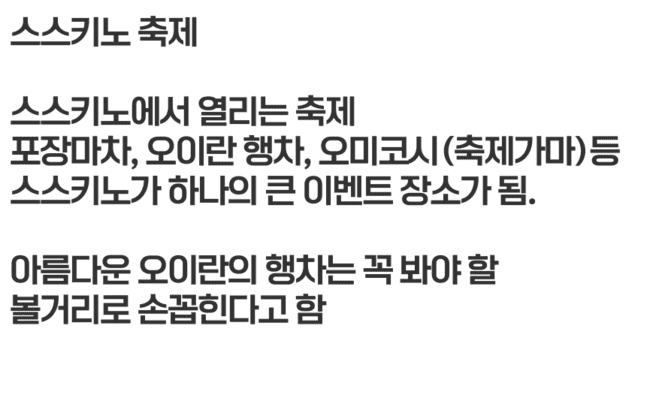 스스키노 축제
스스키노에서 열리는 축제
포장마차, 오이란 행차, 오미코시(축제가마)등
스스키노가 하나의 큰 이벤트 장소가 됨.
아름다운 오이란의 행차는 꼭 봐야 할
볼거리로 손꼽힌다고 함